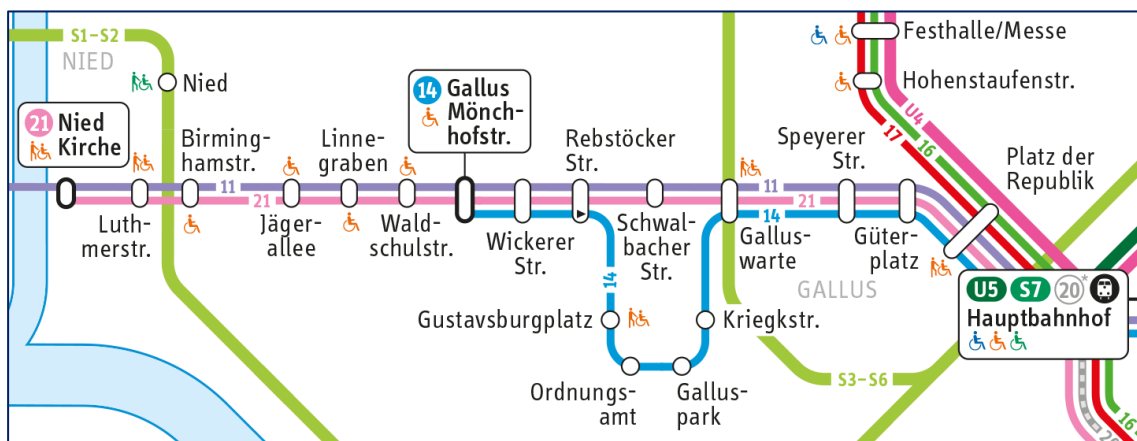 S1–S2
NIED
Nied
21 Nied
Kirche
14 Gallus
Mönch-
hofstr.
Festhalle/Messe
Hohenstaufenstr.
U4
16
17
Platz der
Republik
Birming-
hamstr.
Linne-
graben
Rebstöcker
Str.
Speyerer
Str.
11
21
11
21
14
Luth-
merstr.
Jäger-
allee
Wald-
schulstr.
Wickerer
Str.
Schwal-
bacher
Str.
Gallus-
warte
Güter-
platz
GALLUS
14
Gustavsburgplatz
Kriegkstr.
Ordnungs-
amt
Gallus-
park
S3–S6
U5 S7 20*
Hauptbahnhof
16
20